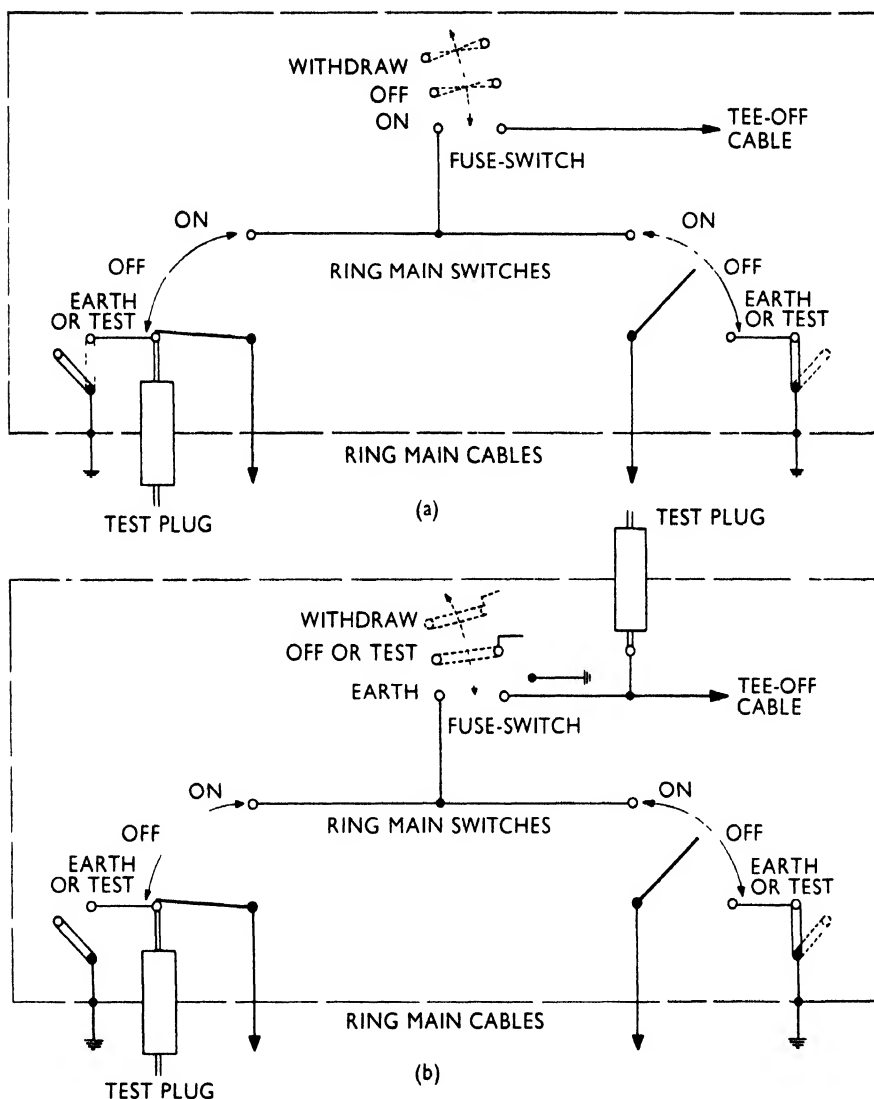 WITHDRAW
OFF
ON
TEE-OFF
CABLE
FUSE-SWITCH
ON
ON
OFF
RING MAIN SWITCHES
OFF
EARTH
OR TEST
EARTH
OR TEST
RING MAIN CABLES
TEST PLUG
(a)
TEST PLUG
WITHDRAW
OFF OR TEST
EARTH
TEE-OFF
CABLE
FUSE-SWITCH
ON
ON
RING MAIN SWITCHES
OFF
OFF
EARTH
OR TEST
EARTH
OR TEST
RING MAIN CABLES
(b)
TEST PLUG